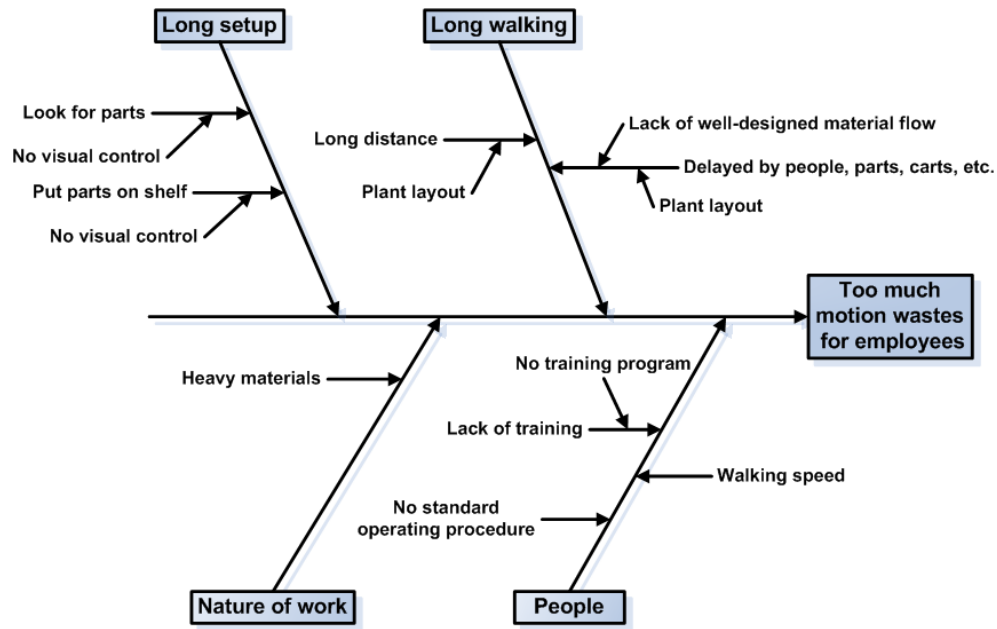 Long setup
Long walking
Look for parts
No visual control
Put parts on shelf
No visual control
Long distance
Plant layout
Lack of well-designed material flow
Delayed by people, parts, carts, etc.
Plant layout
Too much
motion wastes
for employees
Heavy materials
No training program
Lack of training
Walking speed
No standard
operating procedure
Nature of work
People